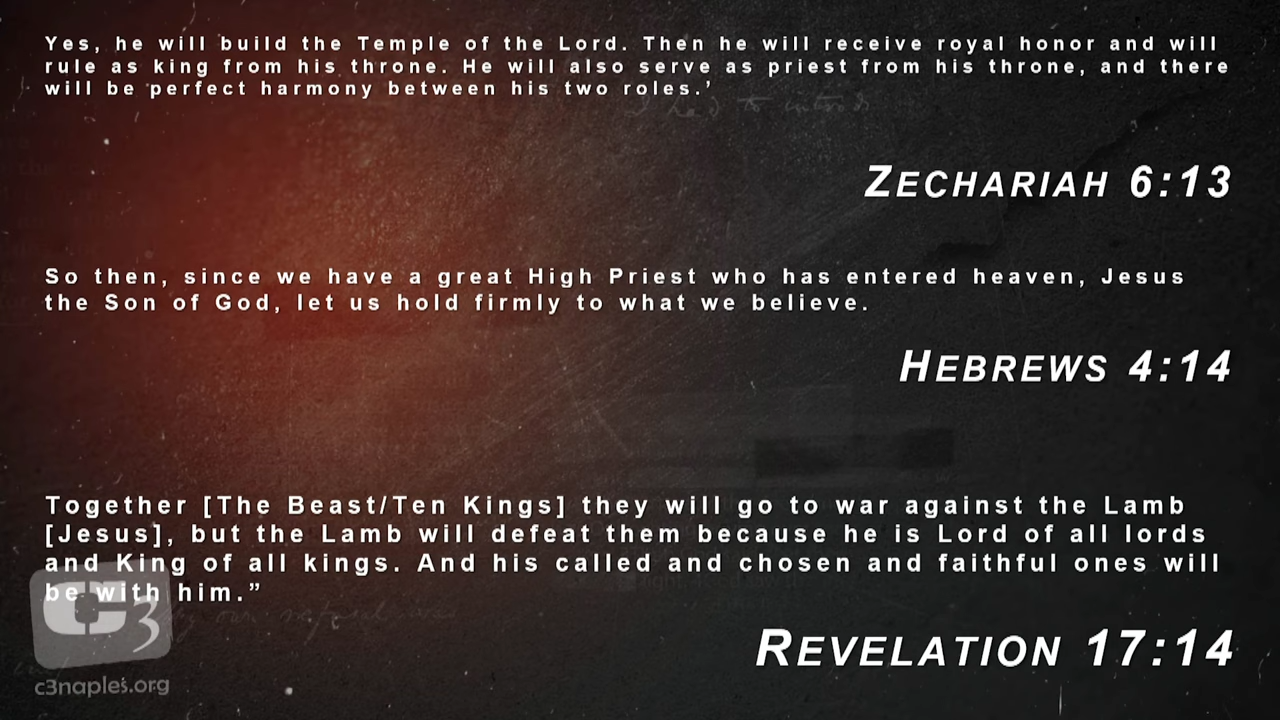 Yes, he will build the Temple of the Lord. Then he will receive royal honor and will
rule as king from his throne. He will also serve as priest from his throne, and there
will be perfect harmony between his two roles.’
ZECHARIAH 6:13
So then, since we have a great High Priest who has entered heaven, Jesus
the Son of God, let us hold firmly to what we believe.
HEBREWS 4:14
Together [The Beast/Ten Kings] they will go to war against the Lamb
[Jesus], but the Lamb will defeat them because he is Lord of all lords
and King of all kings. And his called and chosen and faithful ones will
be with him.”
REVELATION 17:14
C3
c3naples.org